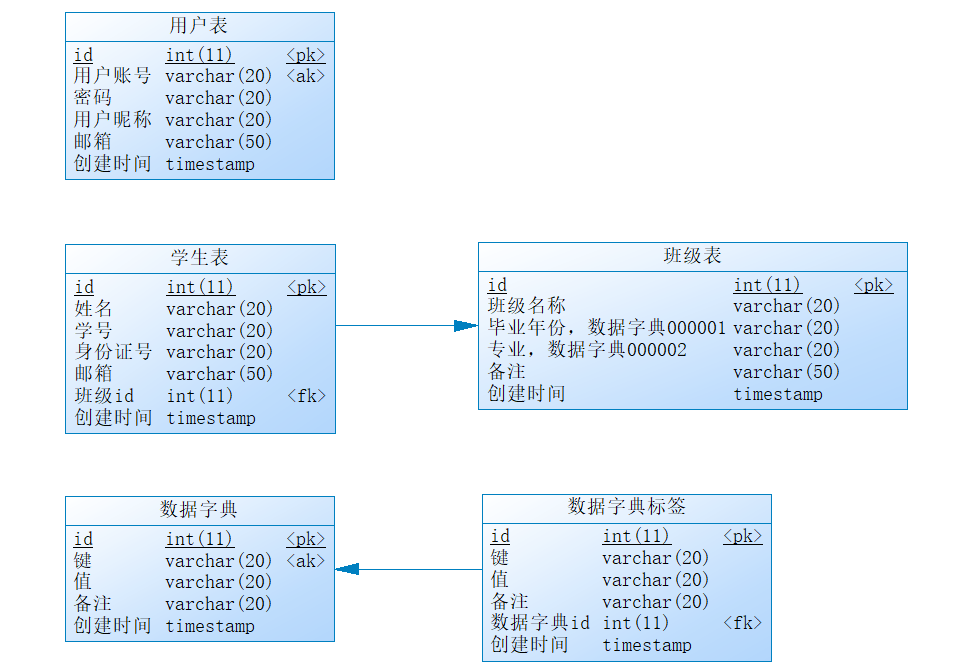 用户表
id int(11) <pk>
用户账号 varchar(20) <ak>
密码 varchar(20)
用户昵称 varchar(20)
邮箱 varchar(50)
创建时间 timestamp
学生表
id int(11) <pk>
姓名 varchar(20)
学号 varchar(20)
身份证号 varchar(20)
邮箱 varchar(50)
班级id int(11) <fk>
创建时间 timestamp
班级表
id int(11) <pk>
班级名称 varchar(20)
毕业年份，数据字典000001 varchar(20)
专业，数据字典000002 varchar(20)
备注 varchar(50)
创建时间 timestamp
数据字典
id int(11) <pk>
键 varchar(20) <ak>
值 varchar(20)
备注 varchar(20)
创建时间 timestamp
数据字典标签
id int(11) <pk>
键 varchar(20)
值 varchar(20)
备注 varchar(20)
数据字典id int(11) <fk>
创建时间 timestamp